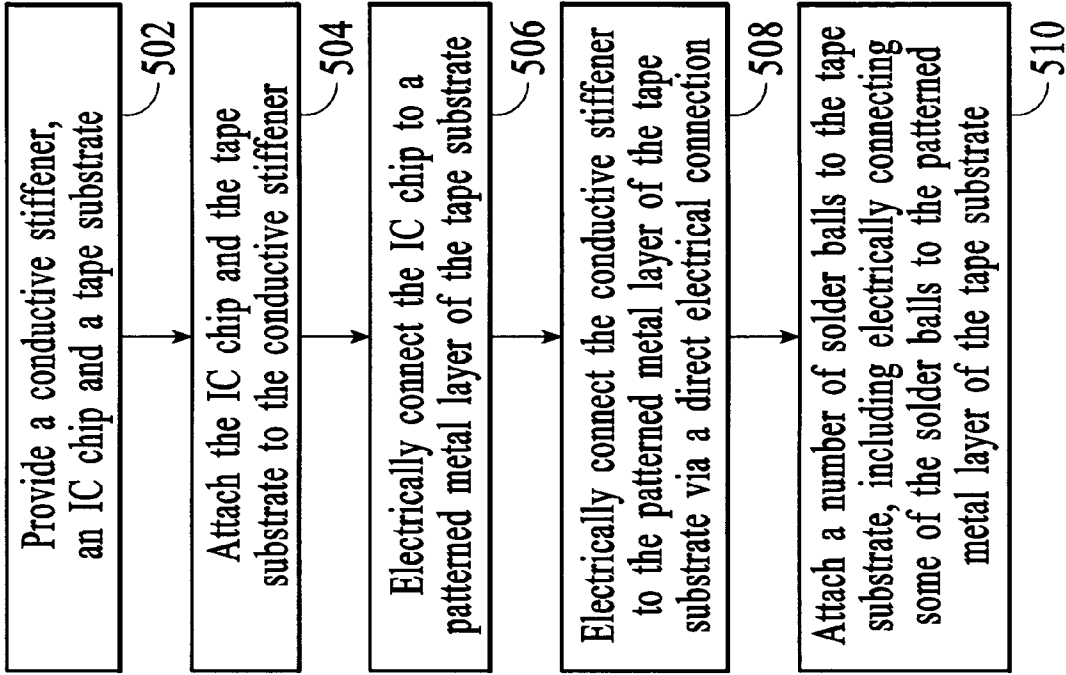 Provide a conductive stiffener,
an IC chip and a tape substrate
502
Attach the IC chip and the tape
substrate to the conductive stiffener
504
Electrically connect the IC chip to a
patterned metal layer of the tape substrate
506
Electrically connect the conductive stiffener
to the patterned metal layer of the tape
substrate via a direct electrical connection
508
Attach a number of solder balls to the tape
substrate, including electrically connecting
some of the solder balls to the patterned
metal layer of the tape substrate
510